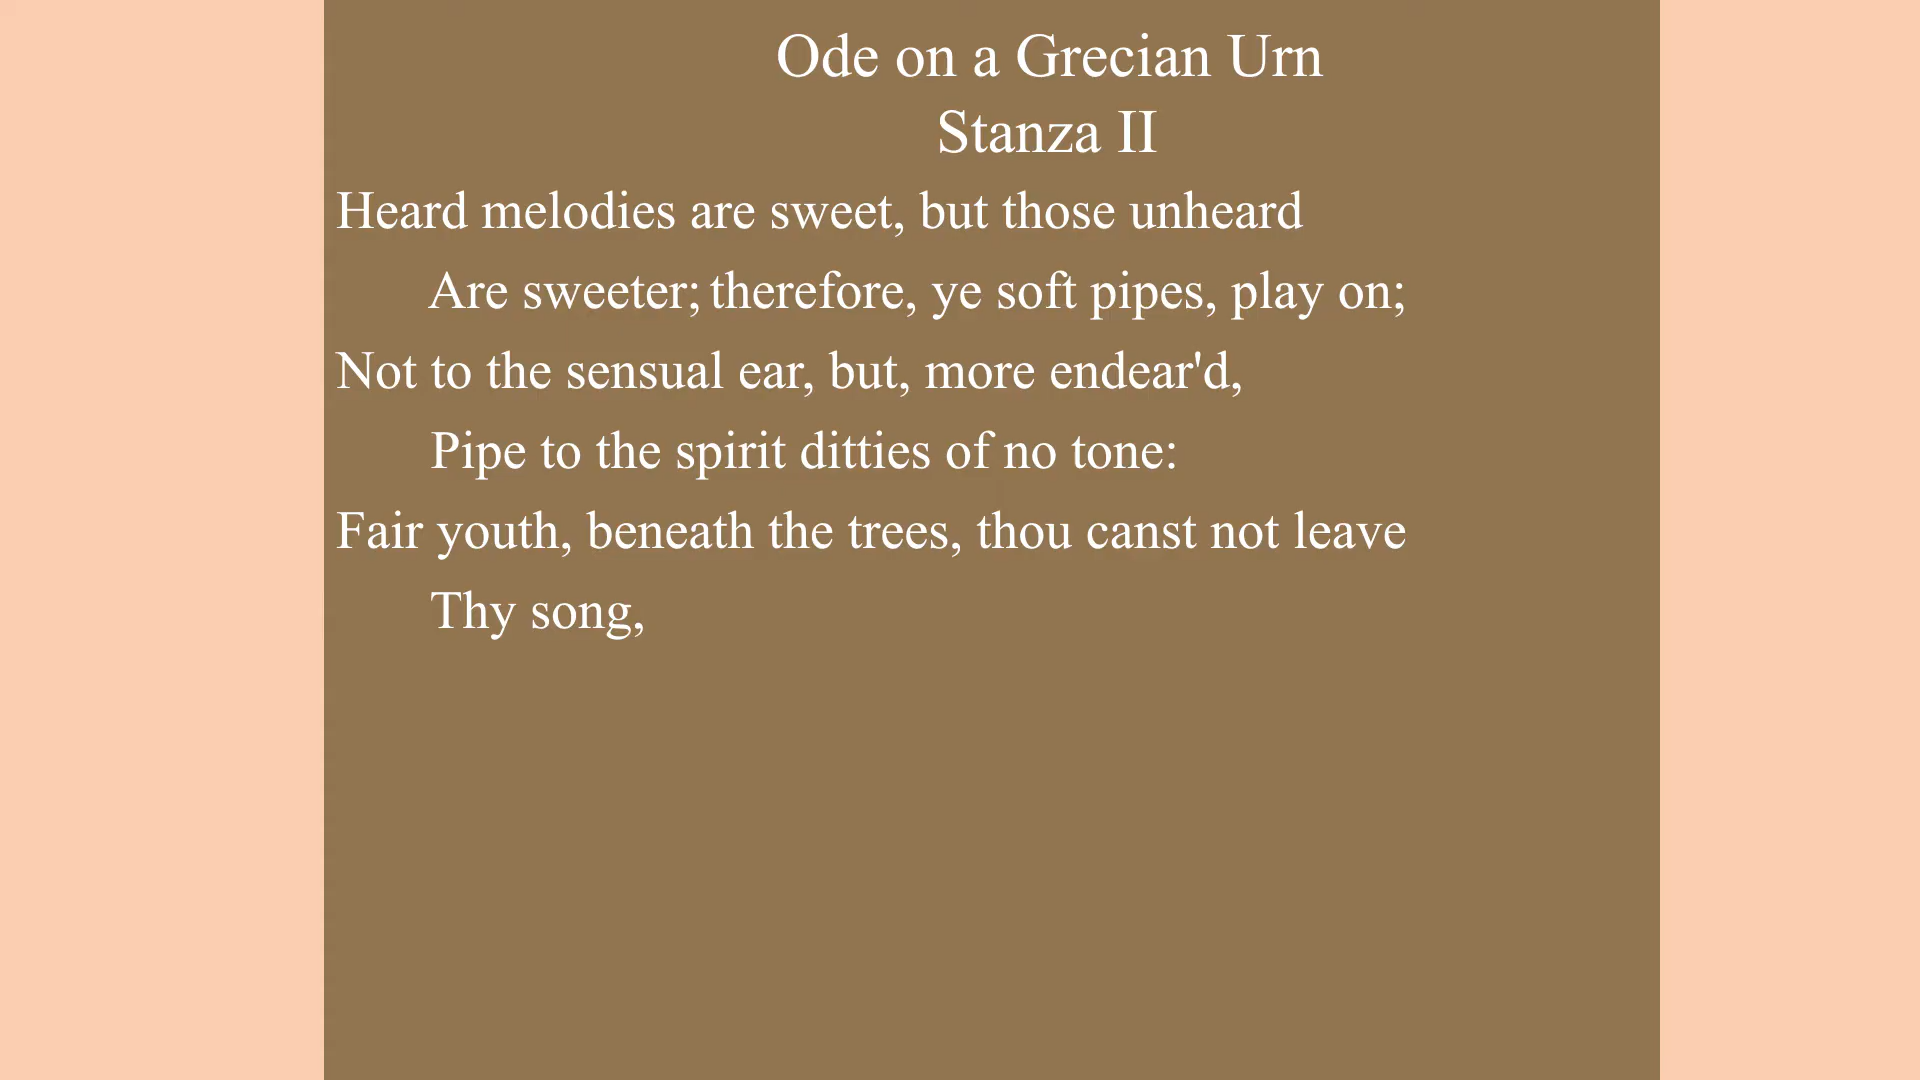 Ode on a Grecian Urn
Stanza II
Heard melodies are sweet, but those unheard
Are sweeter; therefore, ye soft pipes, play on;
Not to the sensual ear, but, more endear'd,
Pipe to the spirit ditties of no tone:
Fair youth, beneath the trees, thou canst not leave
Thy song,